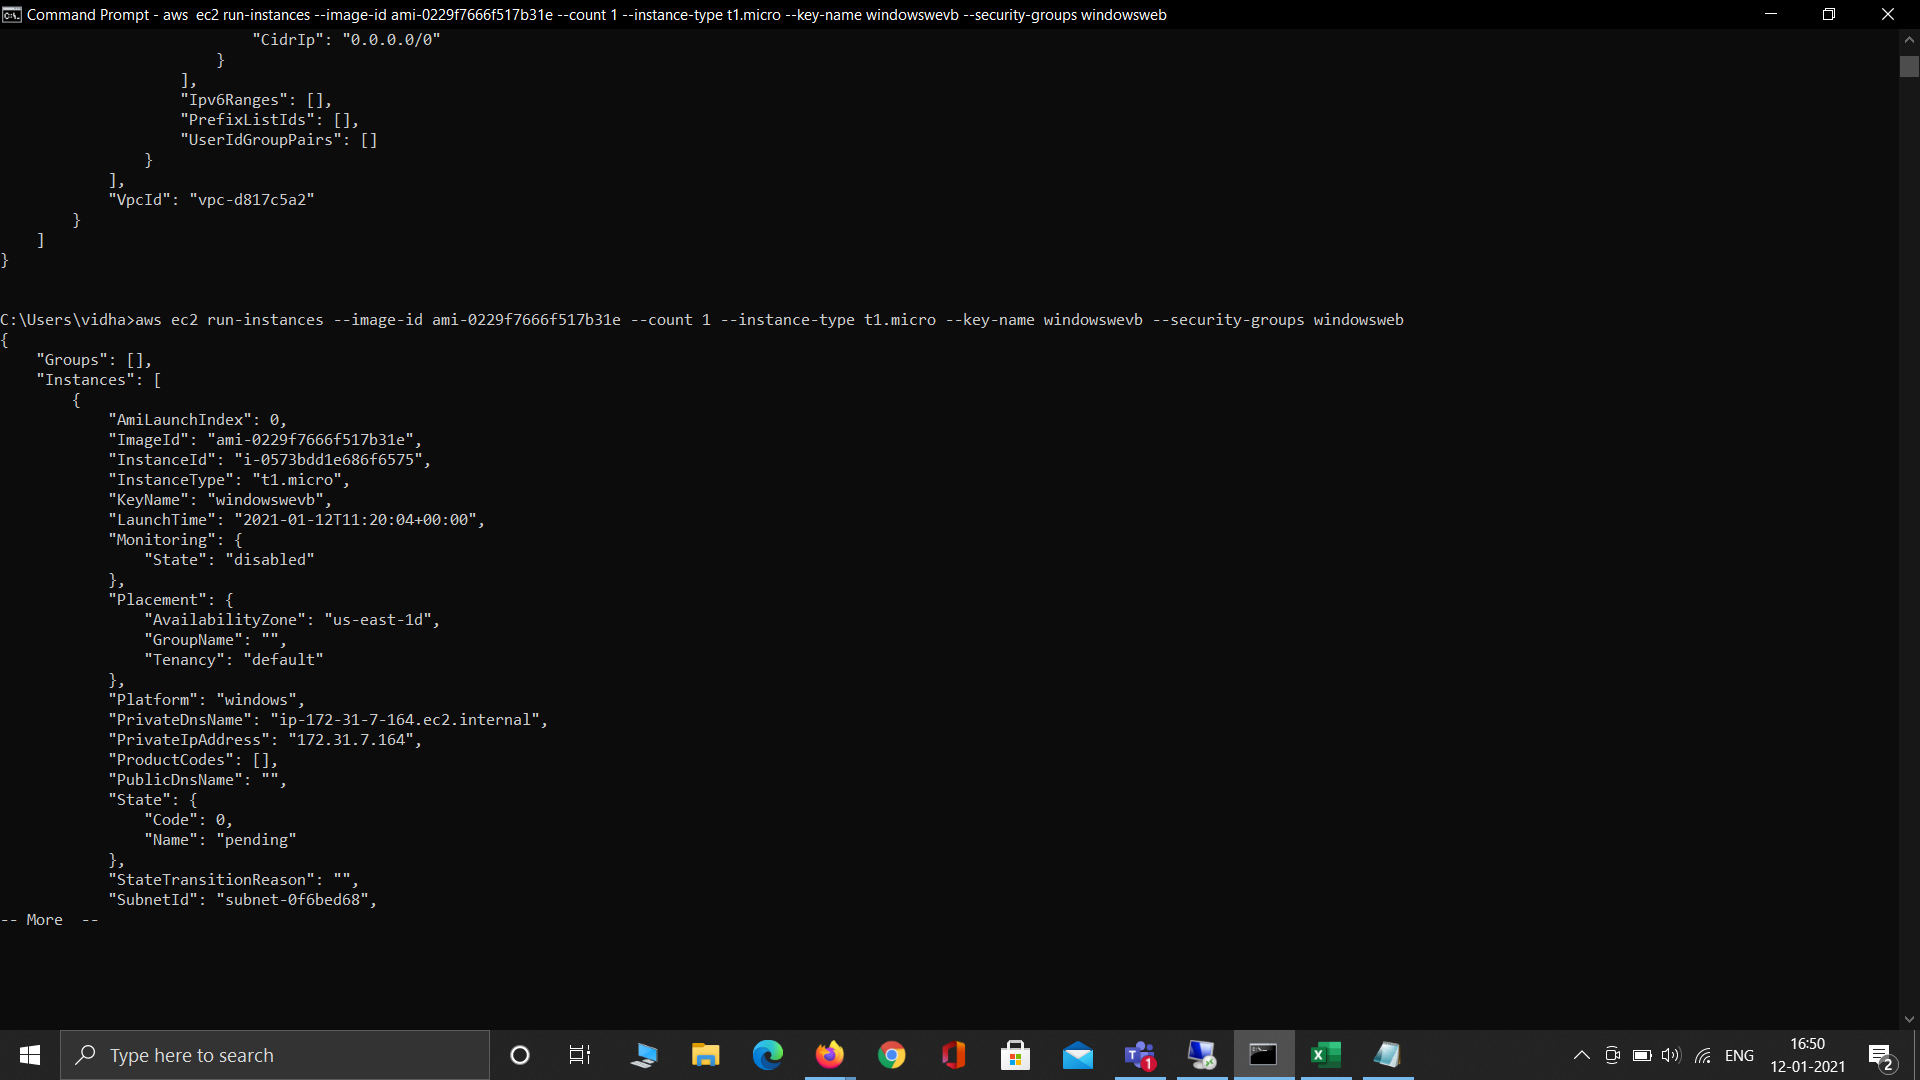 Command Prompt - aws  ec2 run-instances --image-id ami-0229f7666f517b31e --count 1 --instance-type t1.micro --key-name windowswevb --security-groups windowsweb
                            "CidrIp": "0.0.0.0/0"
                        }
                    ],
                    "Ipv6Ranges": [],
                    "PrefixListIds": [],
                    "UserIdGroupPairs": []
                }
            ],
            "VpcId": "vpc-d817c5a2"
        }
    ]
}
C:\Users\vidha>aws ec2 run-instances --image-id ami-0229f7666f517b31e --count 1 --instance-type t1.micro --key-name windowswevb --security-groups windowsweb
{
    "Groups": [],
    "Instances": [
        {
            "AmiLaunchIndex": 0,
            "ImageId": "ami-0229f7666f517b31e",
            "InstanceId": "i-0573bdd1e686f6575",
            "InstanceType": "t1.micro",
            "KeyName": "windowswevb",
            "LaunchTime": "2021-01-12T11:20:04+00:00",
            "Monitoring": {
                "State": "disabled"
            },
            "Placement": {
                "AvailabilityZone": "us-east-1d",
                "GroupName": "",
                "Tenancy": "default"
            },
            "Platform": "windows",
            "PrivateDnsName": "ip-172-31-7-164.ec2.internal",
            "PrivateIpAddress": "172.31.7.164",
            "ProductCodes": [],
            "PublicDnsName": "",
            "State": {
                "Code": 0,
                "Name": "pending"
            },
            "StateTransitionReason": "",
            "SubnetId": "subnet-0f6bed68",
-- More  --
Type here to search
1
ENG
16:50
12-01-2021
2